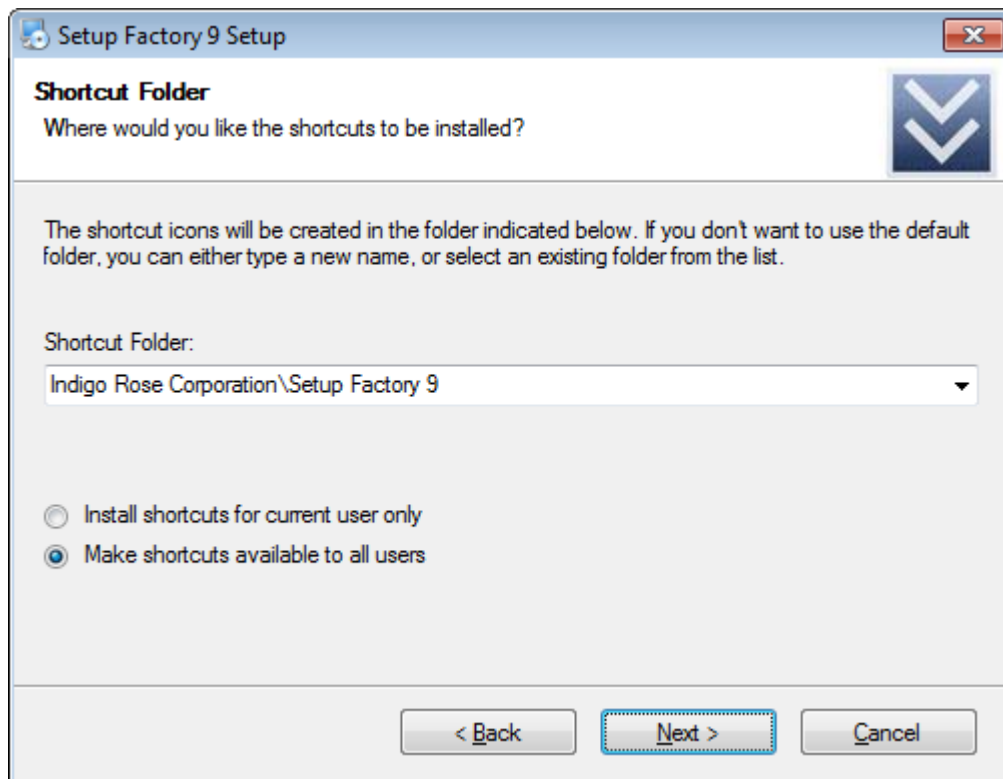 Setup Factory 9 Setup
Shortcut Folder
Where would you like the shortcuts to be installed?
The shortcut icons will be created in the folder indicated below. If you don't want to use the default
folder, you can either type a new name, or select an existing folder from the list.
Shortcut Folder:
Indigo Rose Corporation\Setup Factory 9
Install shortcuts for current user only
Make shortcuts available to all users
< Back
Next >
Cancel